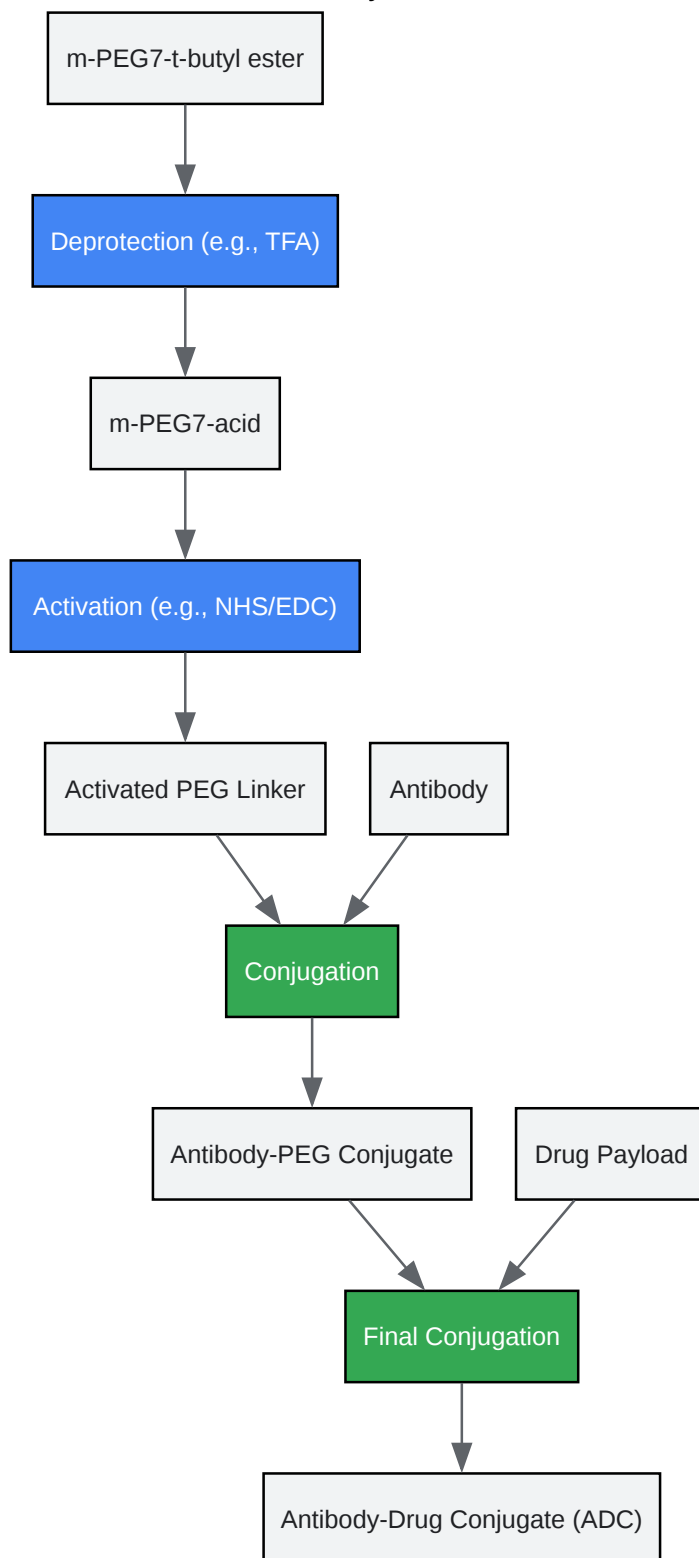 m-PEG7-t-butyl ester
Deprotection (e.g., TFA)
m-PEG7-acid
Activation (e.g., NHS/EDC)
Activated PEG Linker
Antibody
Conjugation
Antibody-PEG Conjugate
Drug Payload
Final Conjugation
Antibody-Drug Conjugate (ADC)